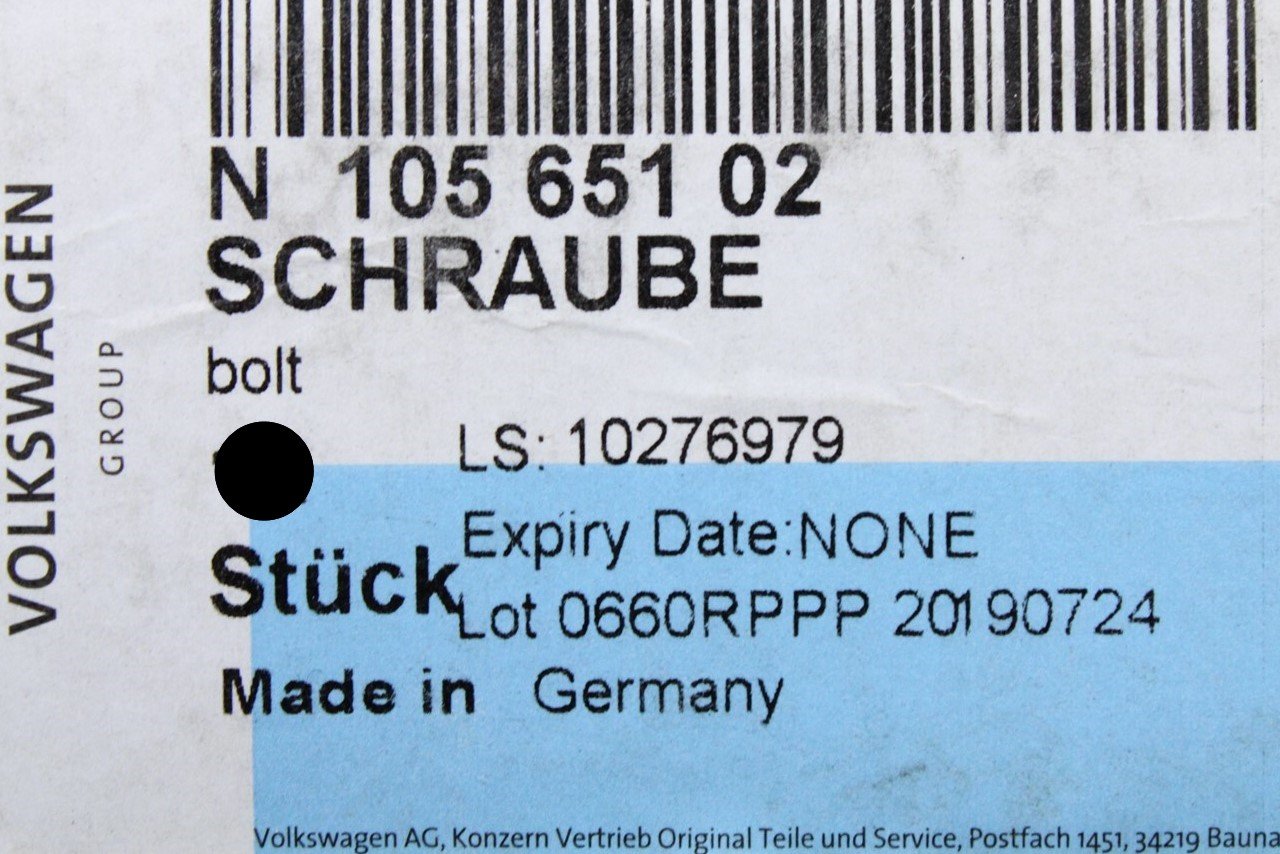 VOLKSWAGEN
GROUP
N 105 651 02
SCHRAUBE
bolt
LS: 10276979
Expiry Date:NONE
Stück
Lot 0660RPPP 20190724
Made in Germany
Volkswagen AG, Konzern Vertrieb Original Teile und Service, Postfach 1451, 34219 Bauna